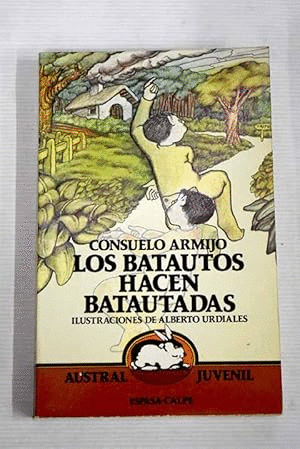 CONSUELO ARMIJO
LOS BATAUTOS
HACEN
BATAUTADAS
ILUSTRACIONES DE ALBERTO URDIALES
AUSTRAL JUVENIL
ESPASA-CALPE